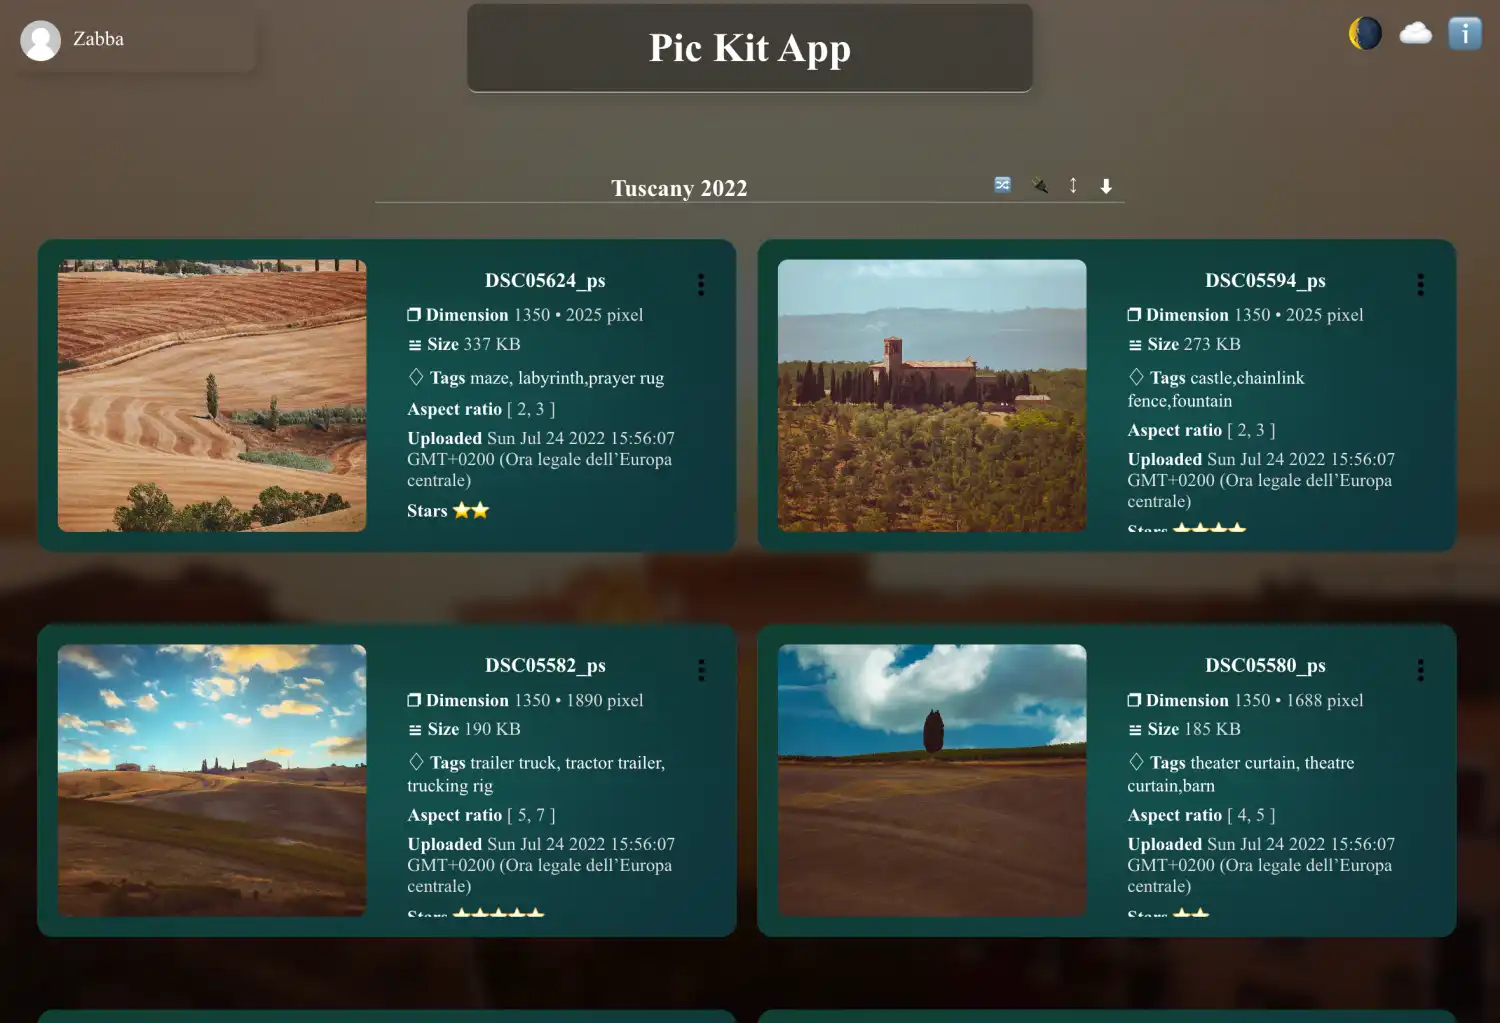 Zabba
Pic Kit App
Tuscany 2022
DSC05624_ps
Dimension 1350 • 2025 pixel
Size 337 KB
Tags maze, labyrinth,prayer rug
Aspect ratio [ 2, 3 ]
Uploaded Sun Jul 24 2022 15:56:07
GMT+0200 (Ora legale dell’Europa
centrale)
Stars ⭐⭐
DSC05594_ps
Dimension 1350 • 2025 pixel
Size 273 KB
Tags castle,chainlink
fence,fountain
Aspect ratio [ 2, 3 ]
Uploaded Sun Jul 24 2022 15:56:07
GMT+0200 (Ora legale dell’Europa
centrale)
Stars ⭐⭐⭐⭐
DSC05582_ps
Dimension 1350 • 1890 pixel
Size 190 KB
Tags trailer truck, tractor trailer,
trucking rig
Aspect ratio [ 5, 7 ]
Uploaded Sun Jul 24 2022 15:56:07
GMT+0200 (Ora legale dell’Europa
centrale)
Stars ⭐⭐⭐⭐⭐
DSC05580_ps
Dimension 1350 • 1688 pixel
Size 185 KB
Tags theater curtain, theatre
curtain,barn
Aspect ratio [ 4, 5 ]
Uploaded Sun Jul 24 2022 15:56:07
GMT+0200 (Ora legale dell’Europa
centrale)
Stars ⭐⭐